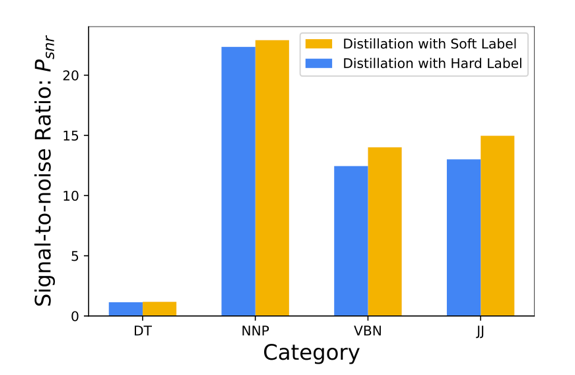 Signal-to-noise Ratio: P_snr
20
15
10
5
0
Distillation with Soft Label
Distillation with Hard Label
DT NNP VBN JJ
Category